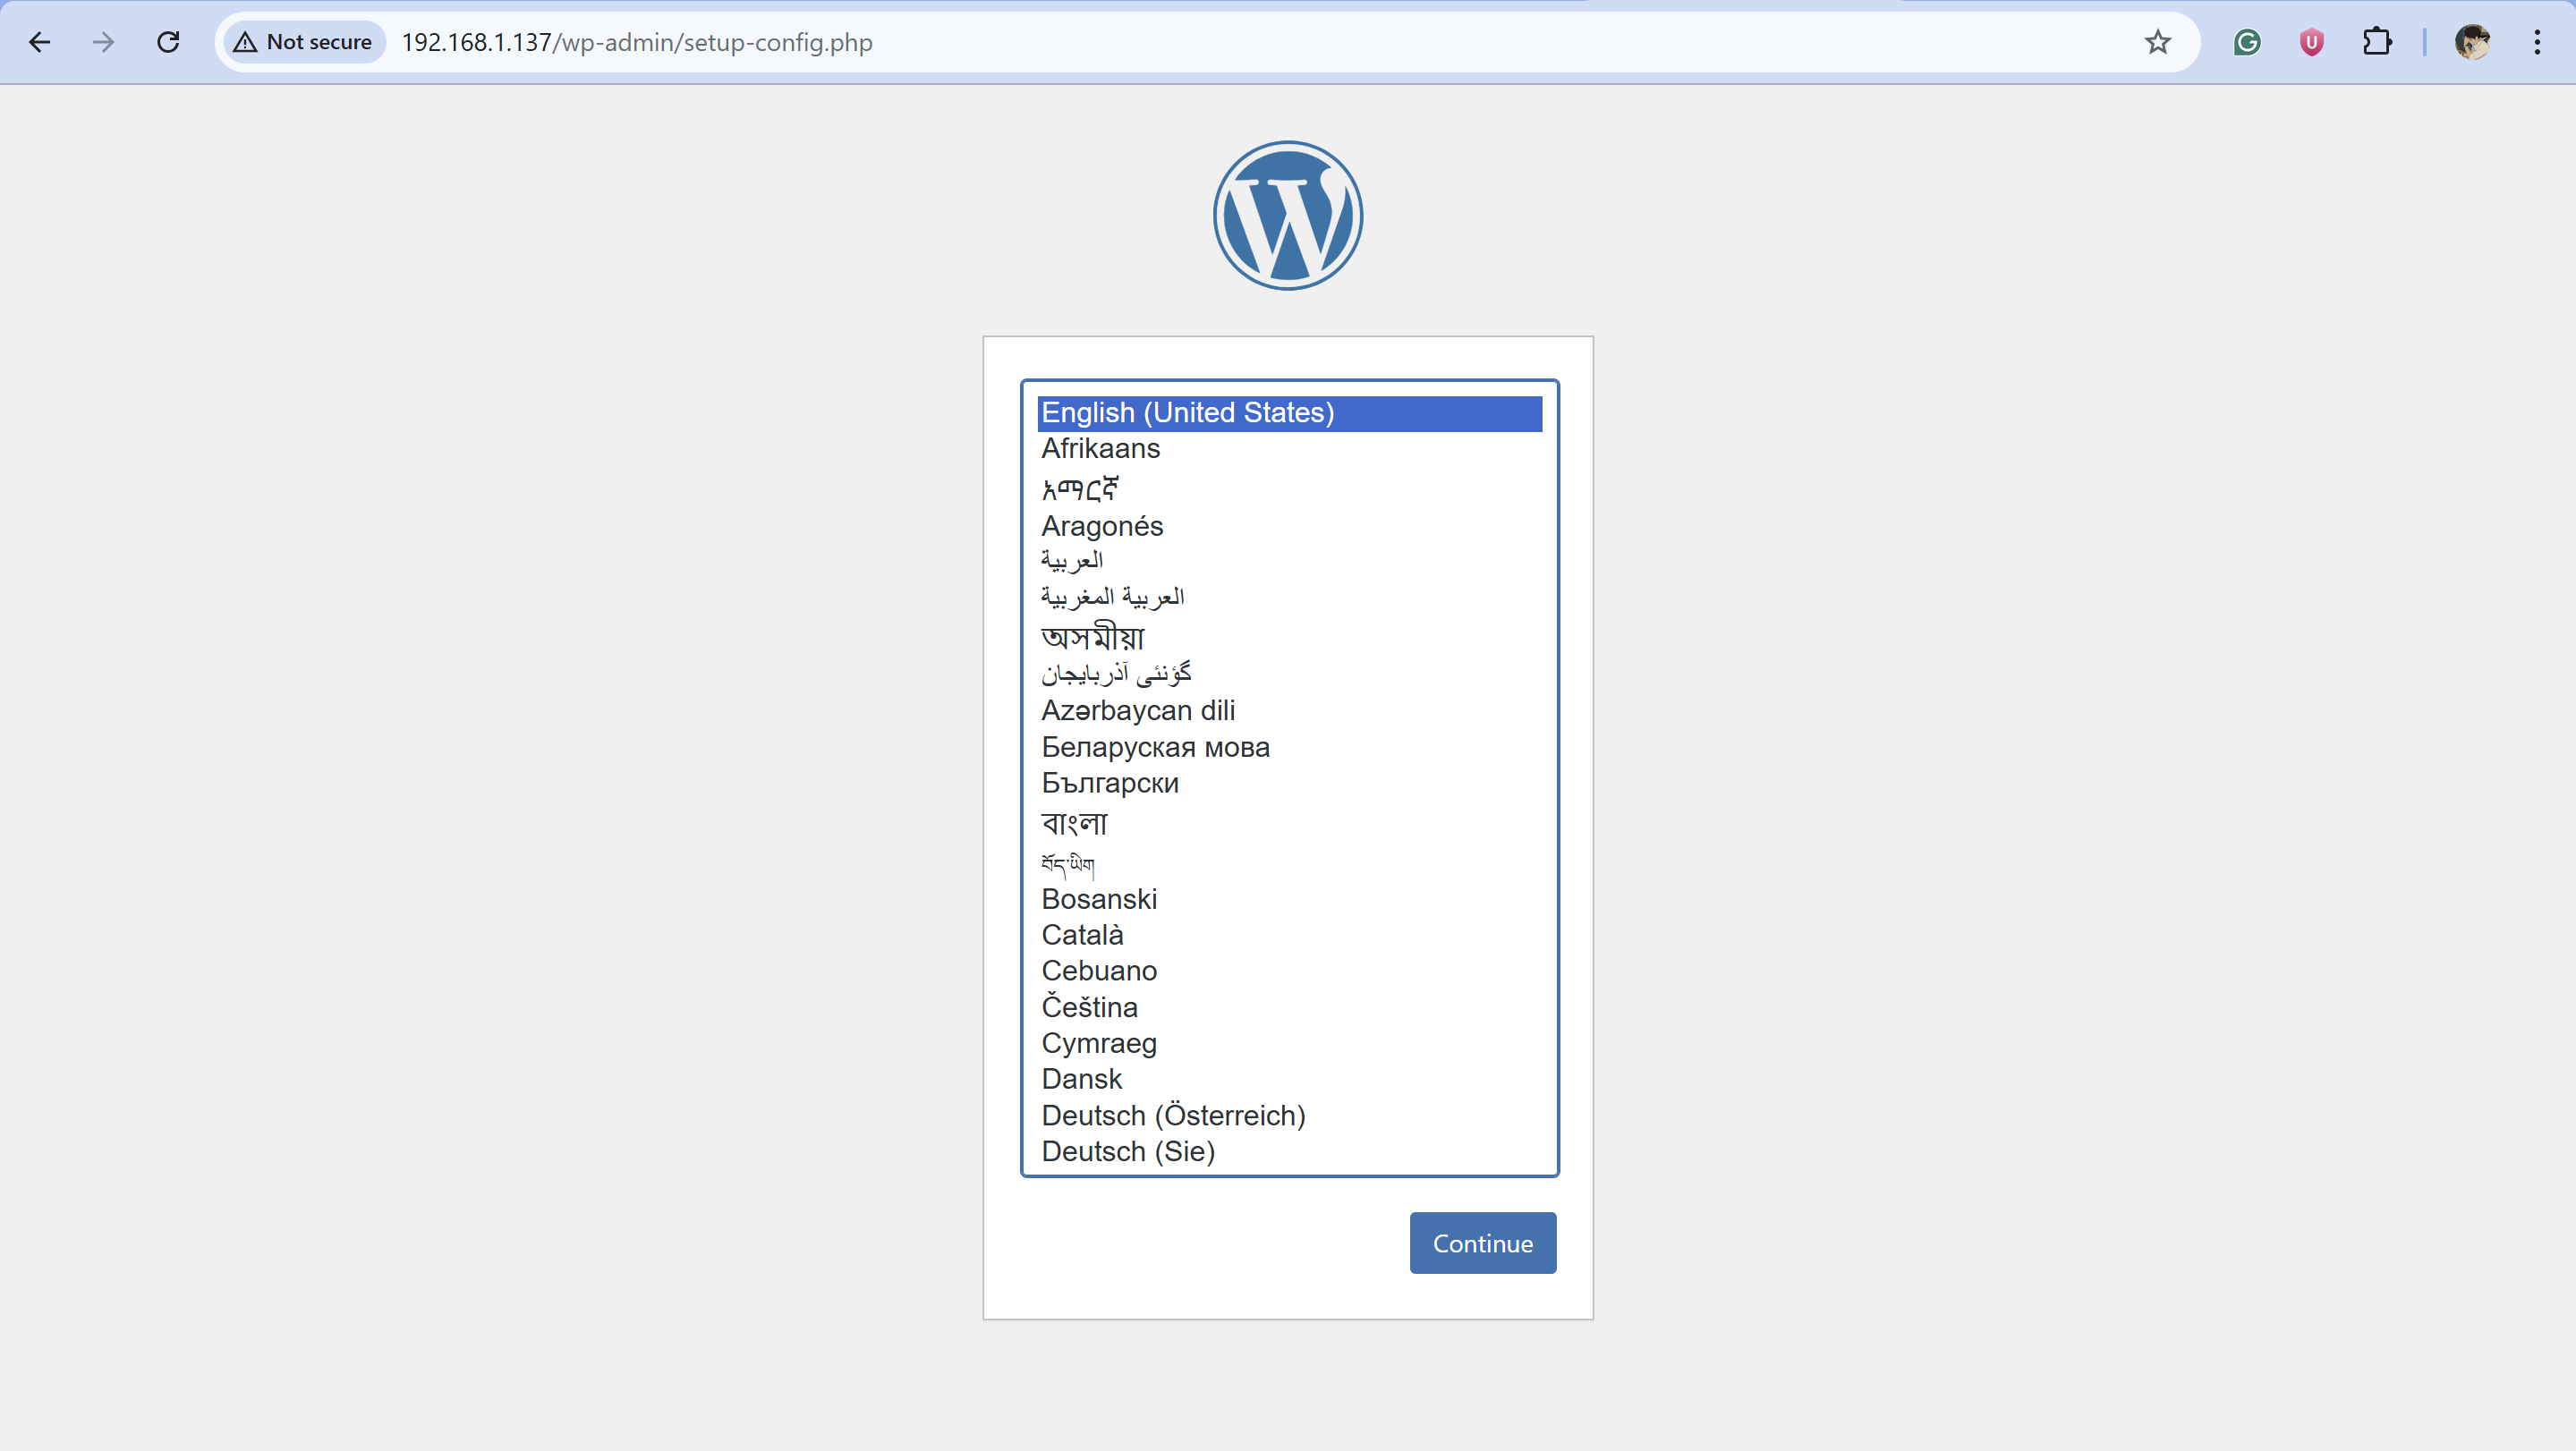 Not secure 192.168.1.137/wp-admin/setup-config.php
English (United States)
Afrikaans
አማርኛ
Aragonés
العربية
العربية المغربية
অসমীয়া
گؤنئی آذربایجان
Azərbaycan dili
Беларуская мова
Български
বাংলা
བོད་ཡིག
Bosanski
Català
Cebuano
Čeština
Cymraeg
Dansk
Deutsch (Österreich)
Deutsch (Sie)
Continue